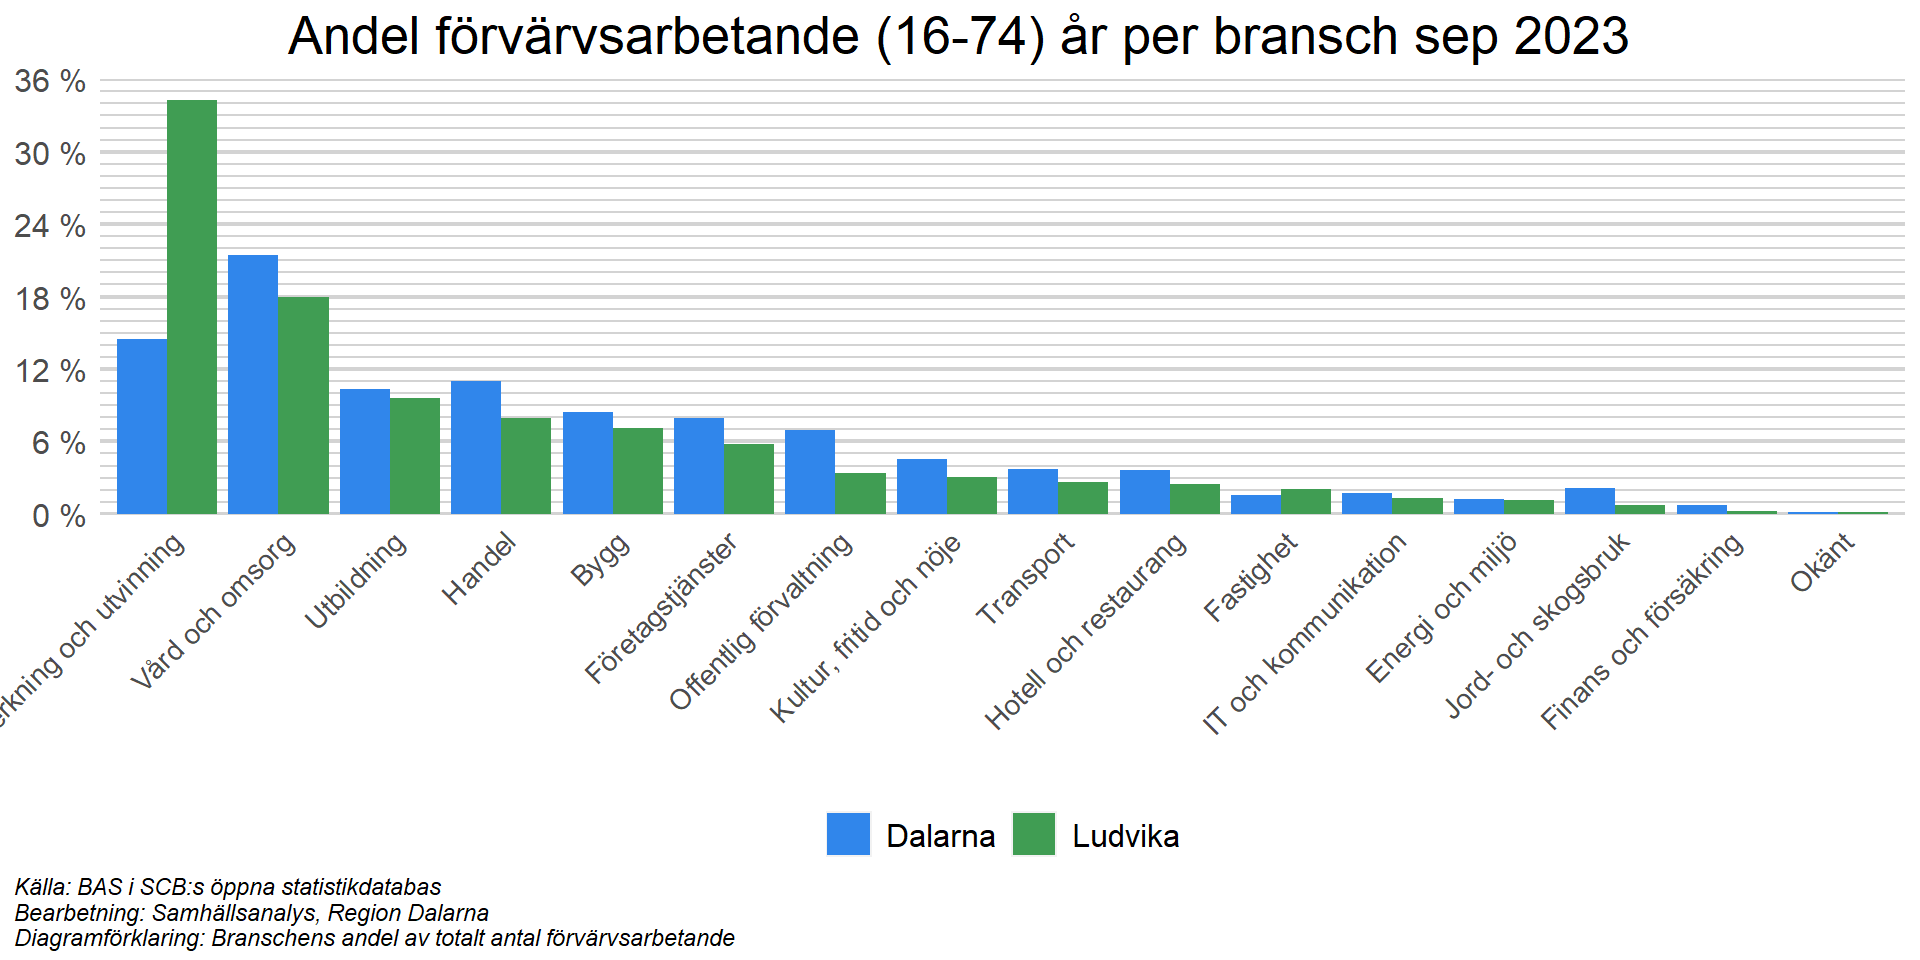 Andel förvärvsarbetande (16-74) år per bransch sep 2023
36 %
30 %
24 %
18 %
12 %
6 %
0 %
och utvinning
Vård och omsorg
Utbildning
Handel
Bygg
Företagstjänster
Offentlig förvaltning
Kultur, fritid och nöje
Transport
Hotell och restaurang
Fastighet
IT och kommunikation
Energi och miljö
Jord- och skogsbruk
Finans och försäkring
Okänt
Dalarna
Ludvika
Källa: BAS i SCB:s öppna statistikdatabas
Bearbetning: Samhällsanalys, Region Dalarna
Diagramförklaring: Branschens andel av totalt antal förvärvsarbetande